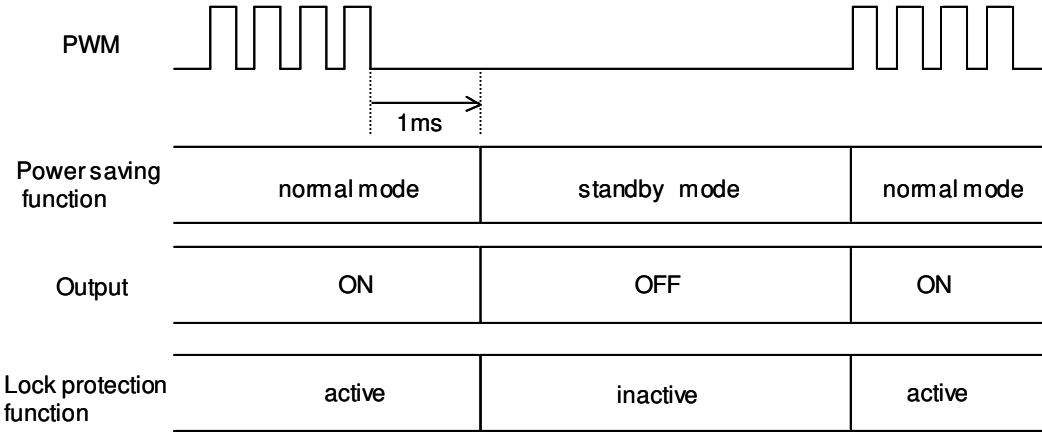 PWM
1ms
Power saving
function
normal mode
standby mode
normal mode
Output
ON
OFF
ON
Lock protection
function
active
inactive
active